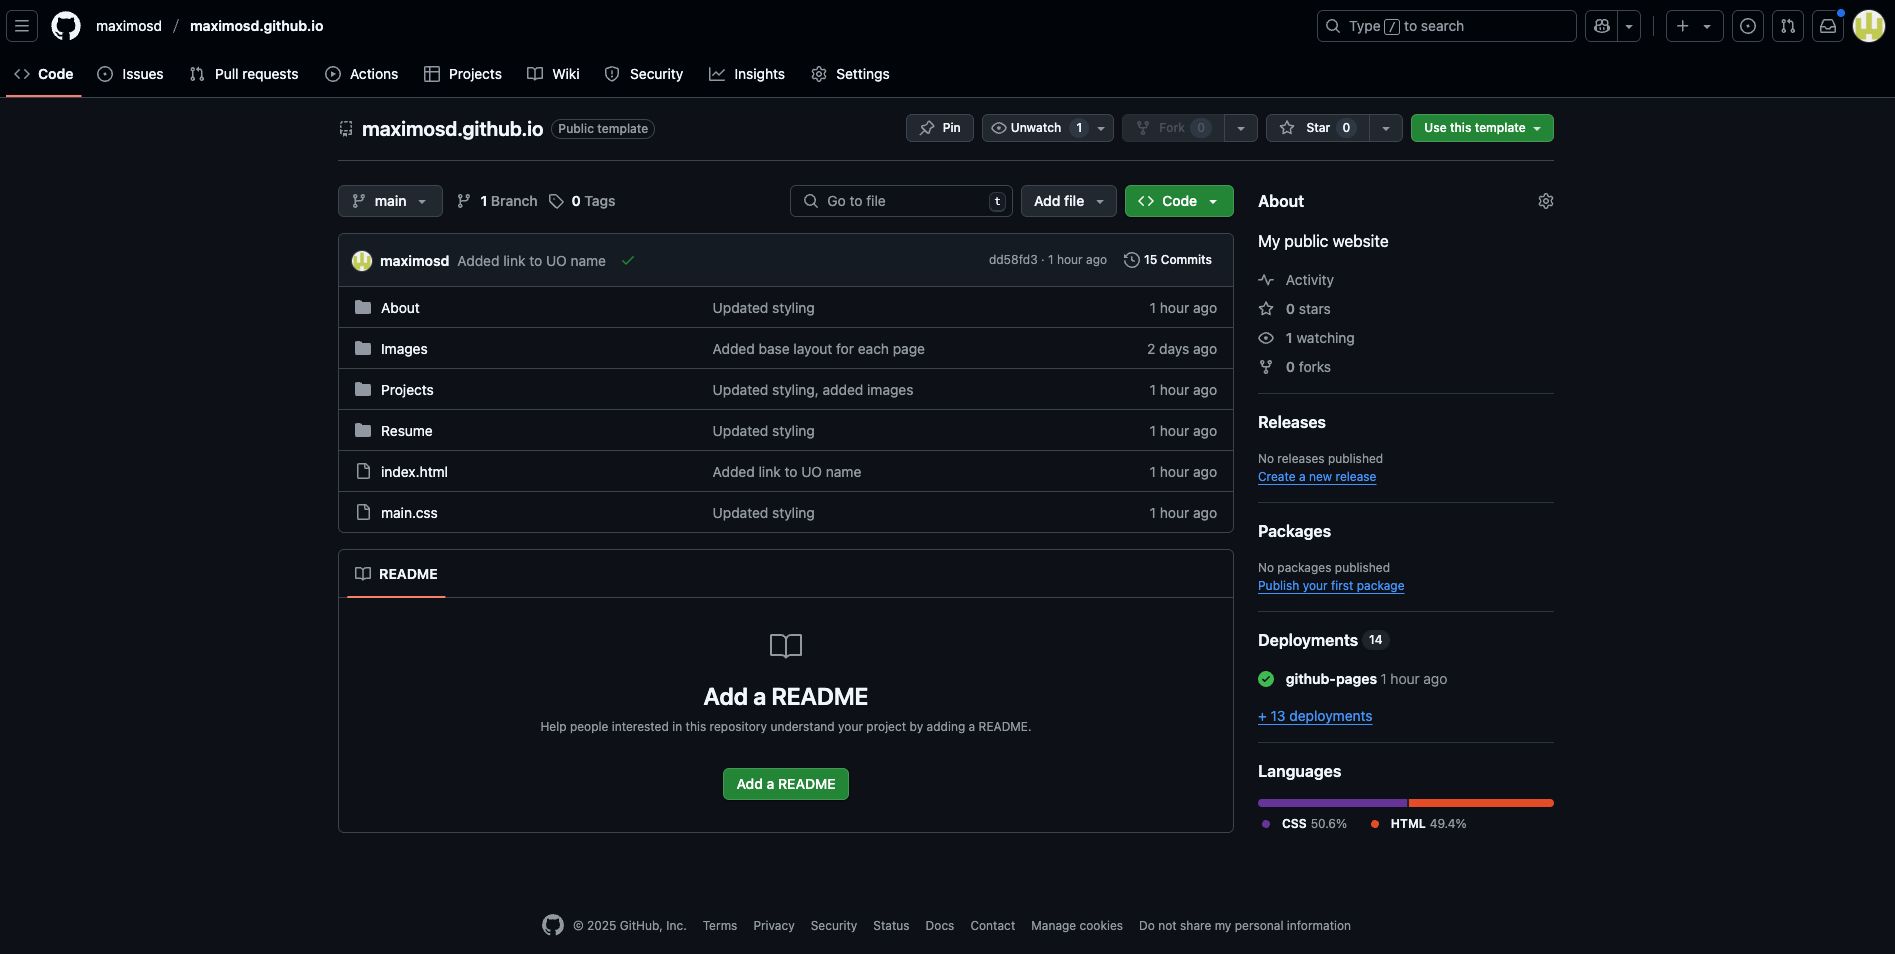 maximosd / maximosd.github.io
Type / to search
Code Issues Pull requests Actions Projects Wiki Security Insights Settings
maximosd.github.io Public template
Pin Unwatch 1 Fork 0 Star 0 Use this template
main 1 Branch 0 Tags Go to file t Add file Code
maximosd Added link to UO name dd58fd3 · 1 hour ago 15 Commits
About Updated styling 1 hour ago
Images Added base layout for each page 2 days ago
Projects Updated styling, added images 1 hour ago
Resume Updated styling 1 hour ago
index.html Added link to UO name 1 hour ago
main.css Updated styling 1 hour ago
README
Add a README
Help people interested in this repository understand your project by adding a README.
Add a README
About
My public website
Activity
0 stars
1 watching
0 forks
Releases
No releases published
Create a new release
Packages
No packages published
Publish your first package
Deployments 14
github-pages 1 hour ago
+ 13 deployments
Languages
CSS 50.6% HTML 49.4%
© 2025 GitHub, Inc. Terms Privacy Security Status Docs Contact Manage cookies Do not share my personal information